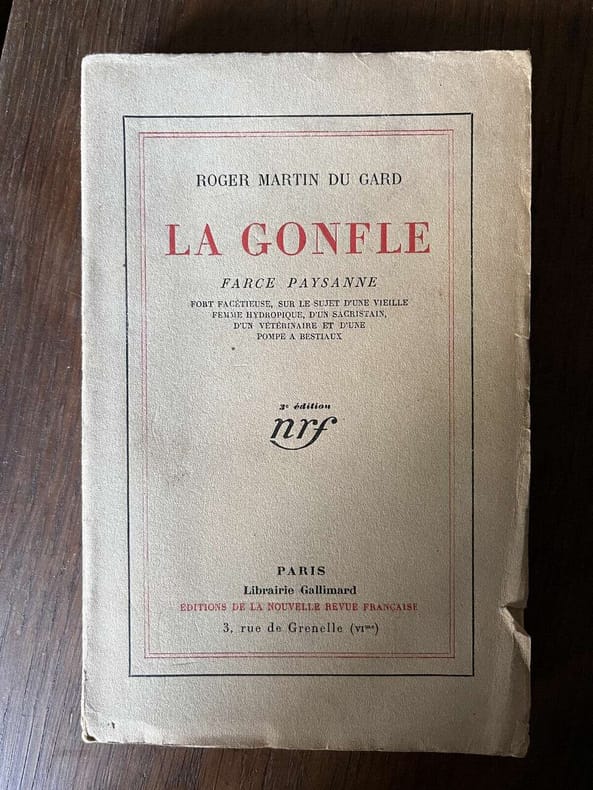 ROGER MARTIN DU GARD
LA GONFLE
FARCE PAYSANNE
FORT FACÉTIEUSE, SUR LE SUJET D'UNE VIEILLE
FEMME HYDROPIQUE, D'UN SACRISTAIN,
D'UN VÉTÉRINAIRE ET D'UNE
POMPE A BESTIAUX
3e édition
nrf
PARIS
Librairie Gallimard
ÉDITIONS DE LA NOUVELLE REVUE FRANÇAISE
3, rue de Grenelle (VIme)